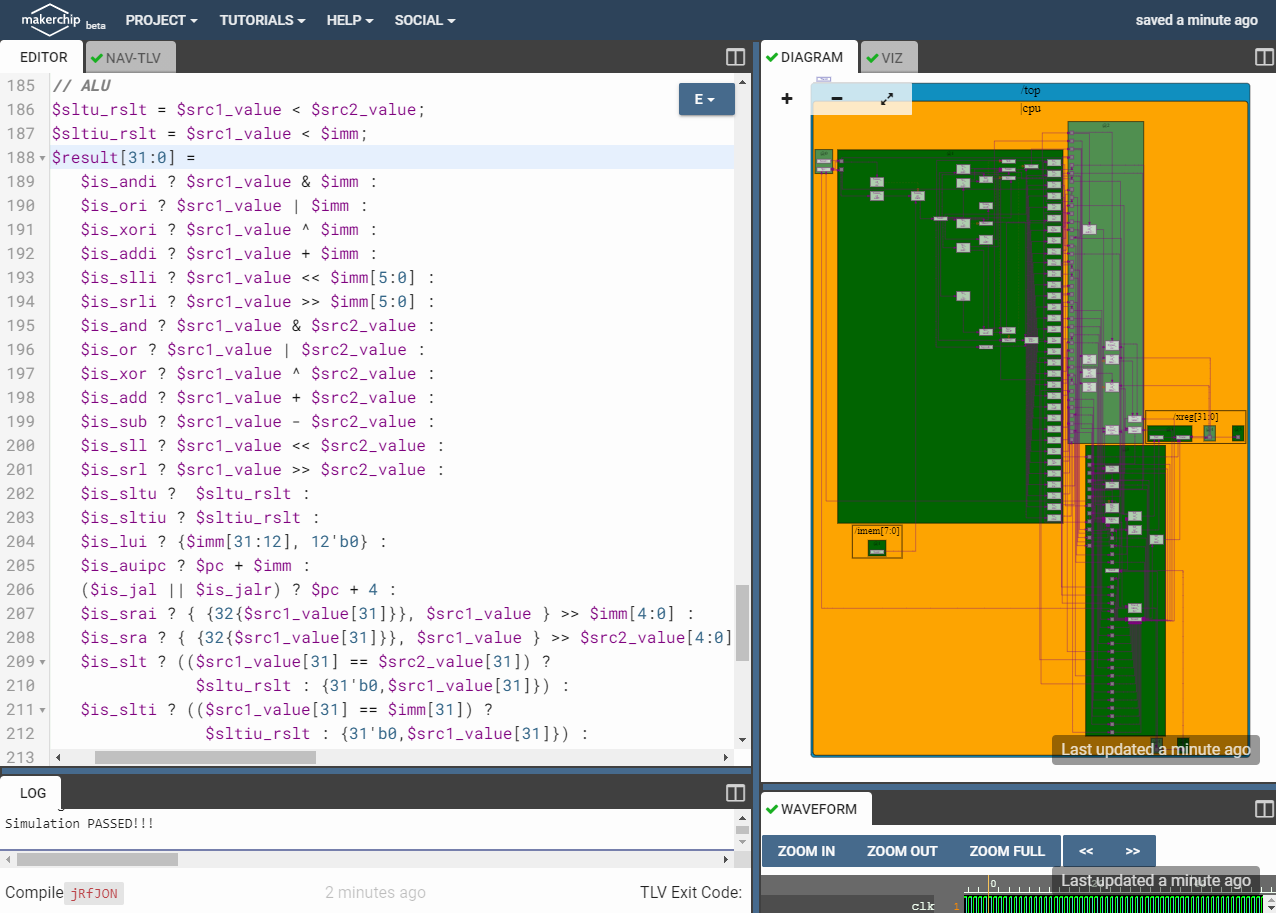 makerchip beta PROJECT TUTORIALS HELP SOCIAL saved a minute ago
EDITOR NAV-TLV
185 // ALU
186 $sltu_rslt = $src1_value < $src2_value;
187 $sltiu_rslt = $src1_value < $imm;
188 $result[31:0] =
189 $is_andi ? $src1_value & $imm :
190 $is_ori ? $src1_value | $imm :
191 $is_xori ? $src1_value ^ $imm :
192 $is_addi ? $src1_value + $imm :
193 $is_slli ? $src1_value << $imm[5:0] :
194 $is_srli ? $src1_value >> $imm[5:0] :
195 $is_and ? $src1_value & $src2_value :
196 $is_or ? $src1_value | $src2_value :
197 $is_xor ? $src1_value ^ $src2_value :
198 $is_add ? $src1_value + $src2_value :
199 $is_sub ? $src1_value - $src2_value :
200 $is_sll ? $src1_value << $src2_value :
201 $is_srl ? $src1_value >> $src2_value :
202 $is_sltu ?  $sltu_rslt :
203 $is_sltiu ? $sltiu_rslt :
204 $is_lui ? {$imm[31:12], 12'b0} :
205 $is_auipc ? $pc + $imm :
206 ($is_jal || $is_jalr) ? $pc + 4 :
207 $is_srai ? { {32{$src1_value[31]}}, $src1_value } >> $imm[4:0] :
208 $is_sra ? { {32{$src1_value[31]}}, $src1_value } >> $src2_value[4:0]
209 $is_slt ? (($src1_value[31] == $src2_value[31]) ?
210 $sltu_rslt : {31'b0,$src1_value[31]}) :
211 $is_slti ? (($src1_value[31] == $imm[31]) ?
212 $sltiu_rslt : {31'b0,$src1_value[31]}) :
213
E
LOG
Simulation PASSED!!!
Compile jRfJON 2 minutes ago TLV Exit Code:
DIAGRAM VIZ
/top
|cpu
/xreg[31:0]
/imem[7:0]
Last updated a minute ago
WAVEFORM
ZOOM IN ZOOM OUT ZOOM FULL << >>
Last updated a minute ago
0
clk 1